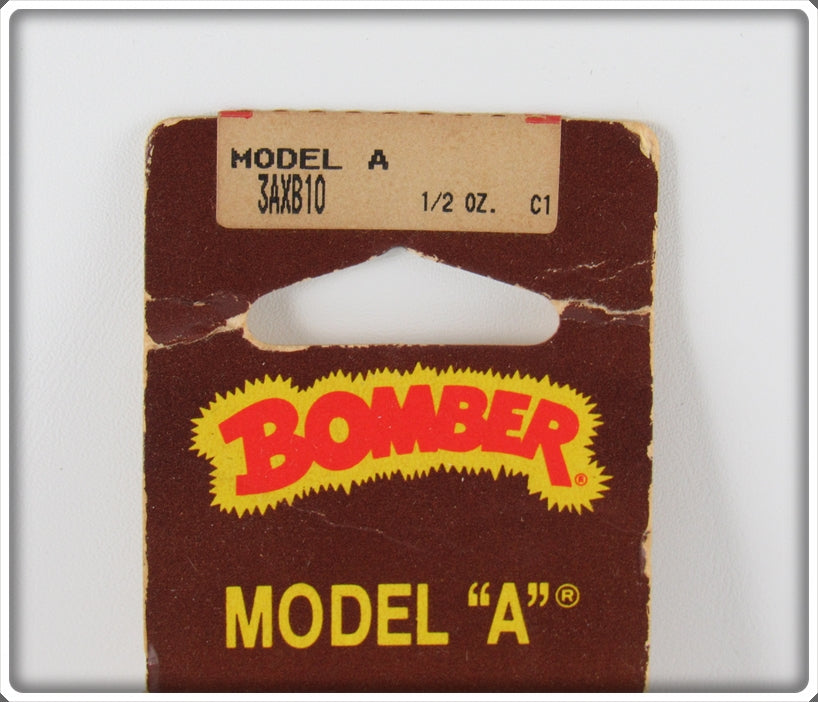 MODEL A
3AXB10 1/2 OZ. C1
BOMBER®
MODEL "A"®